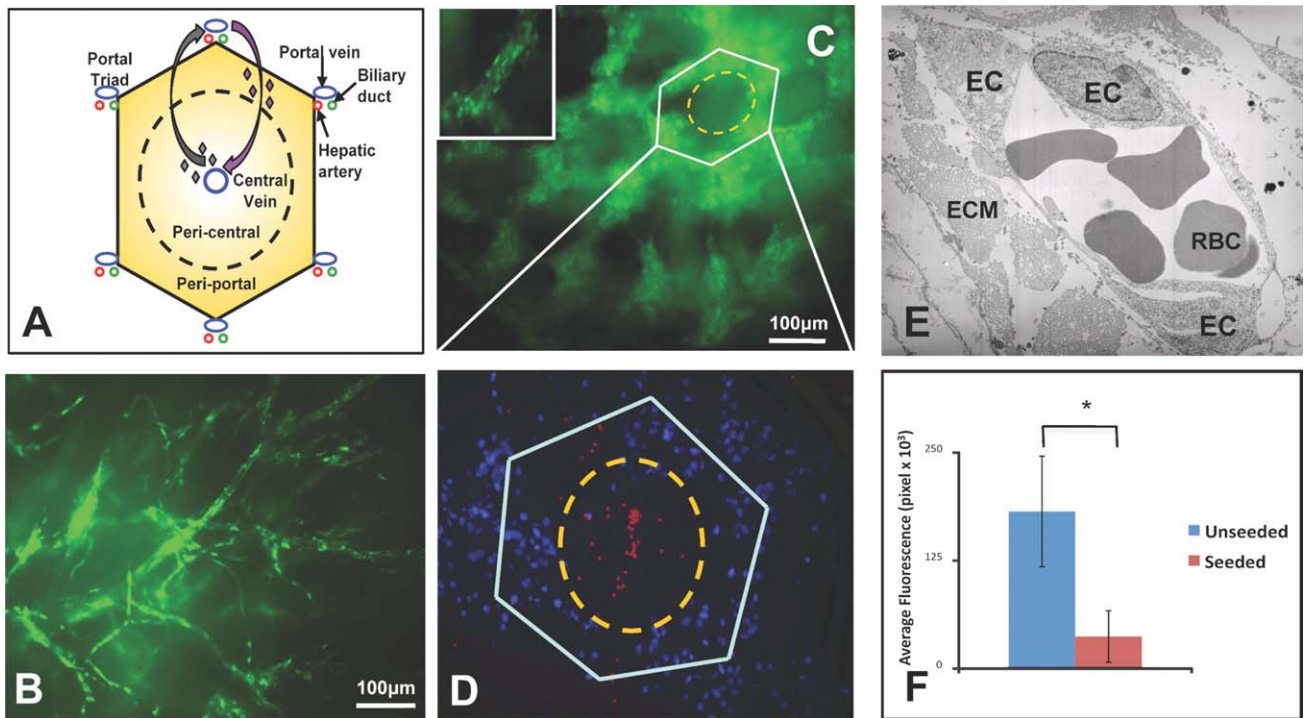 Portal
Triad
Portal vein
Biliary
duct
Hepatic
artery
Central
Vein
Peri-central
Peri-portal
A
B
100µm
C
100µm
D
EC
EC
ECM
RBC
EC
E
*
Average Fluorescence (pixel x 10³)
250
125
0
Unseeded
Seeded
F